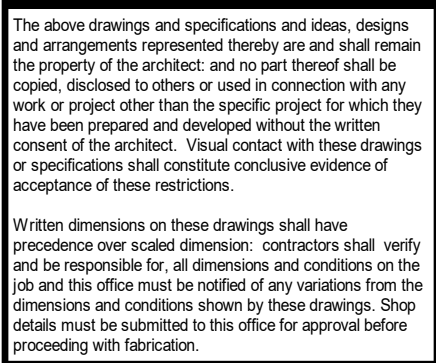 The above drawings and specifications and ideas, designs
and arrangements represented thereby are and shall remain
the property of the architect: and no part thereof shall be
copied, disclosed to others or used in connection with any
work or project other than the specific project for which they
have been prepared and developed without the written
consent of the architect.  Visual contact with these drawings
or specifications shall constitute conclusive evidence of
acceptance of these restrictions.

Written dimensions on these drawings shall have
precedence over scaled dimension:  contractors shall  verify
and be responsible for, all dimensions and conditions on the
job and this office must be notified of any variations from the
dimensions and conditions shown by these drawings. Shop
details must be submitted to this office for approval before
proceeding with fabrication.